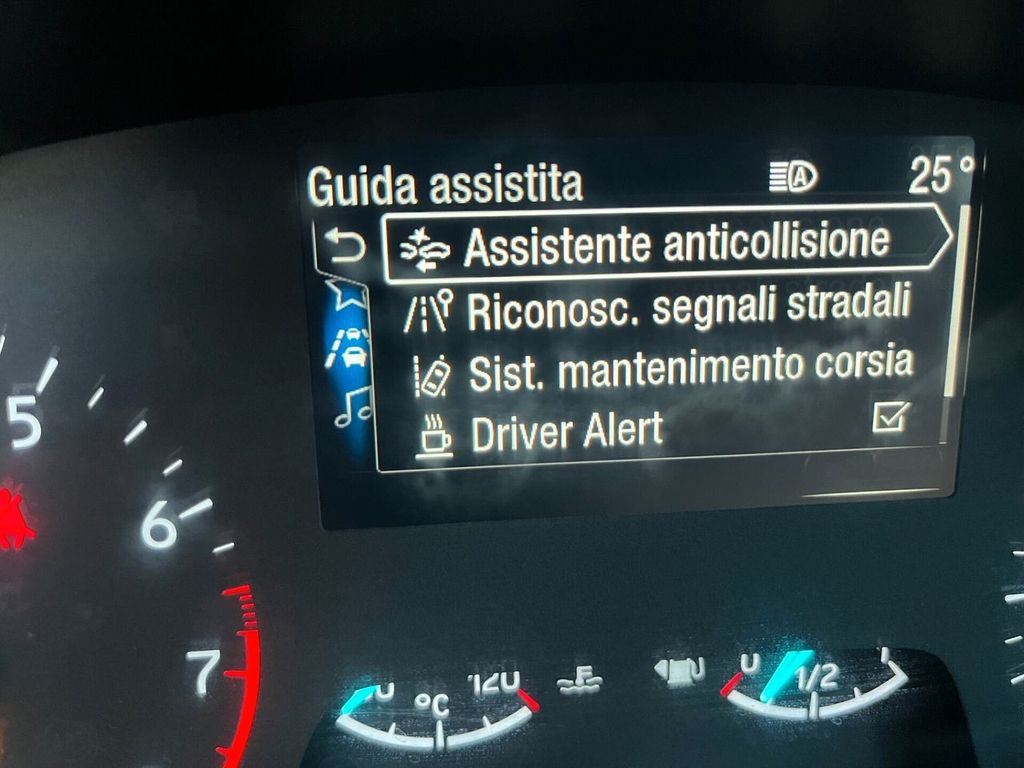 Guida assistita 25°
Assistente anticollisione
Riconosc. segnali stradali
Sist. mantenimento corsia
Driver Alert
5
6
7
°C
1/2